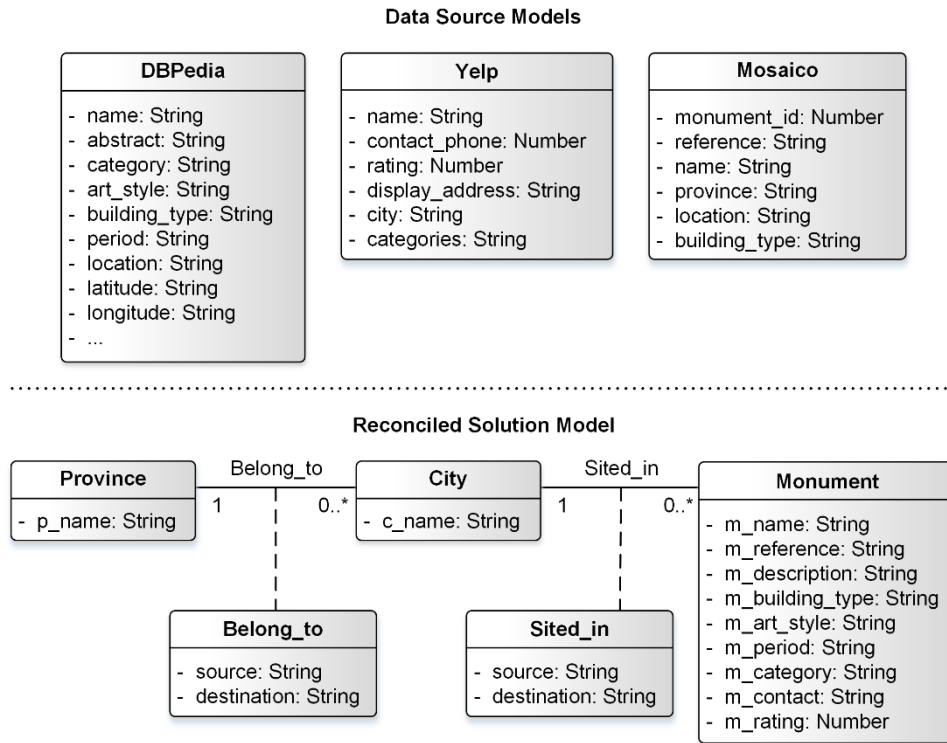 Data Source Models
DBPedia
- name: String
- abstract: String
- category: String
- art_style: String
- building_type: String
- period: String
- location: String
- latitude: String
- longitude: String
- ...
Yelp
- name: String
- contact_phone: Number
- rating: Number
- display_address: String
- city: String
- categories: String
Mosaico
- monument_id: Number
- reference: String
- name: String
- province: String
- location: String
- building_type: String
Reconciled Solution Model
Province
- p_name: String
Belong_to
1
0..*
City
- c_name: String
Sited_in
1
0..*
Monument
- m_name: String
- m_reference: String
- m_description: String
- m_building_type: String
- m_art_style: String
- m_period: String
- m_category: String
- m_contact: String
- m_rating: Number
Belong_to
- source: String
- destination: String
Sited_in
- source: String
- destination: String